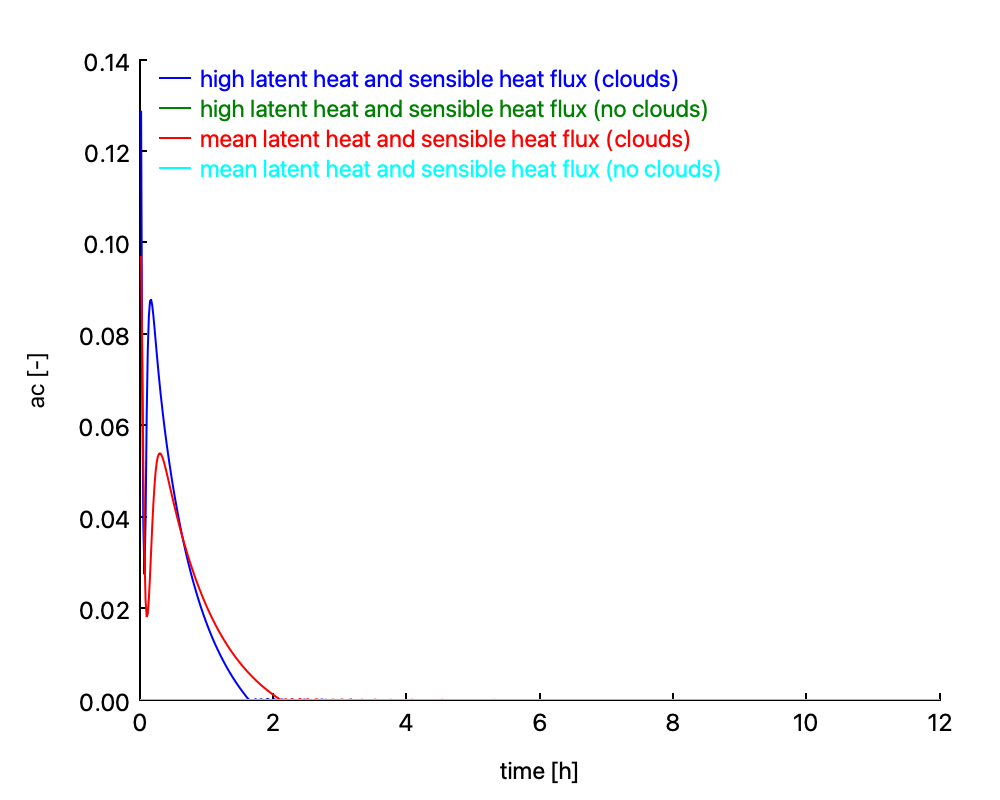 0.14
high latent heat and sensible heat flux (clouds)
high latent heat and sensible heat flux (no clouds)
0.12
mean latent heat and sensible heat flux (clouds)
mean latent heat and sensible heat flux (no clouds)
0.10
0.08
ac [-]
0.06
0.04
0.02
0.00
0 2 4 6 8 10 12
time [h]